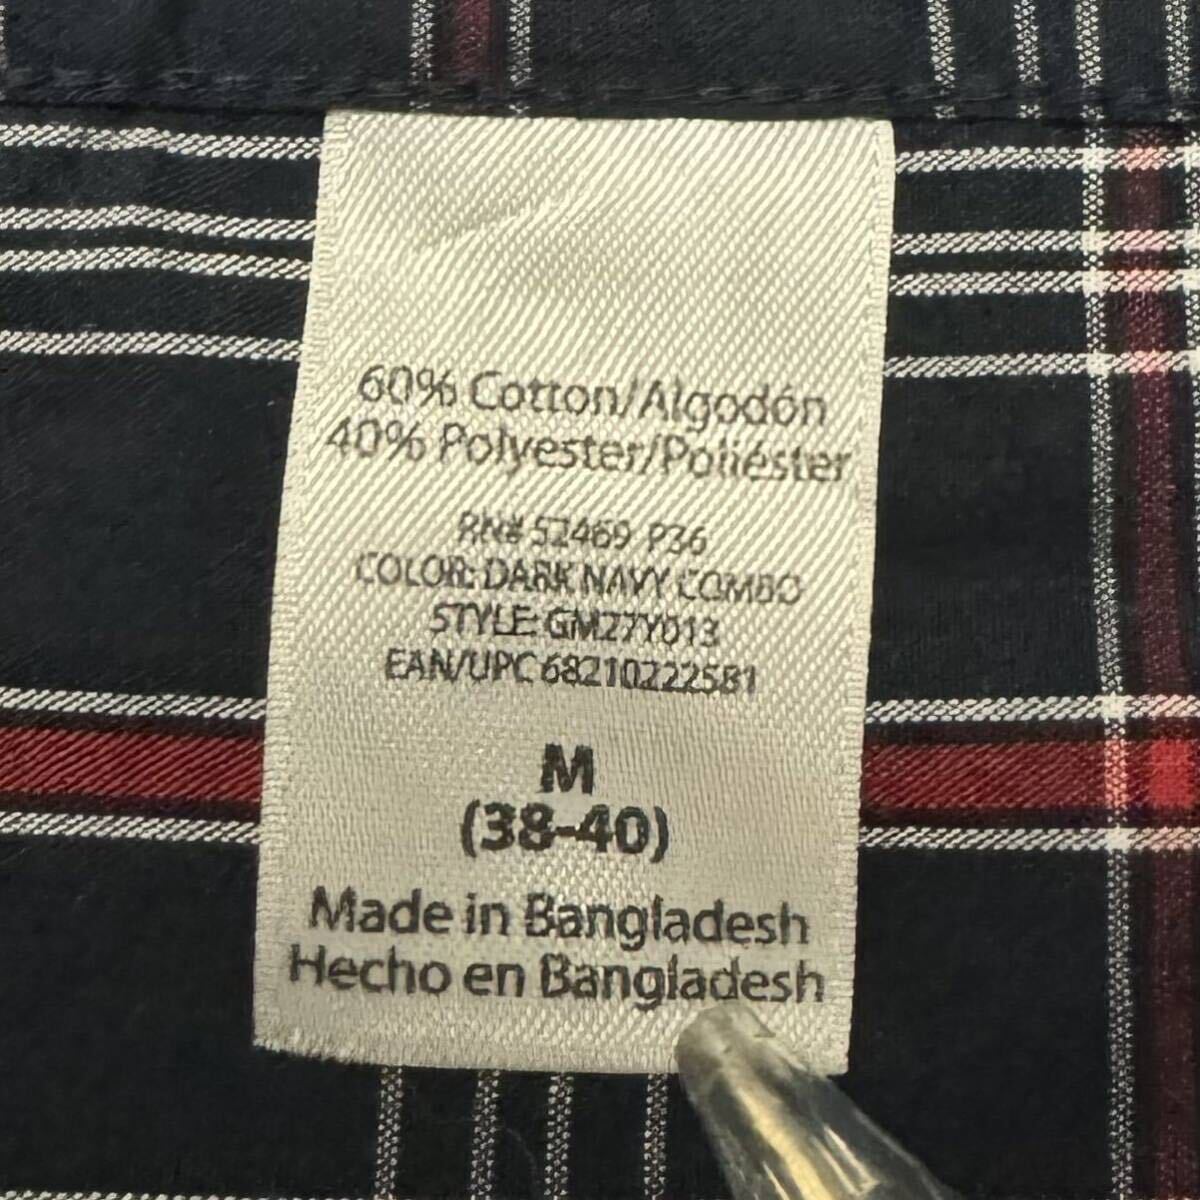 60% Cotton/Algodón
40% Polyester/Poliéster
RN# 52469 P36
COLOR: DARK NAVY COMBO
STYLE: GM27Y013
EAN/UPC 682102222581
M
(38-40)
Made in Bangladesh
Hecho en Bangladesh